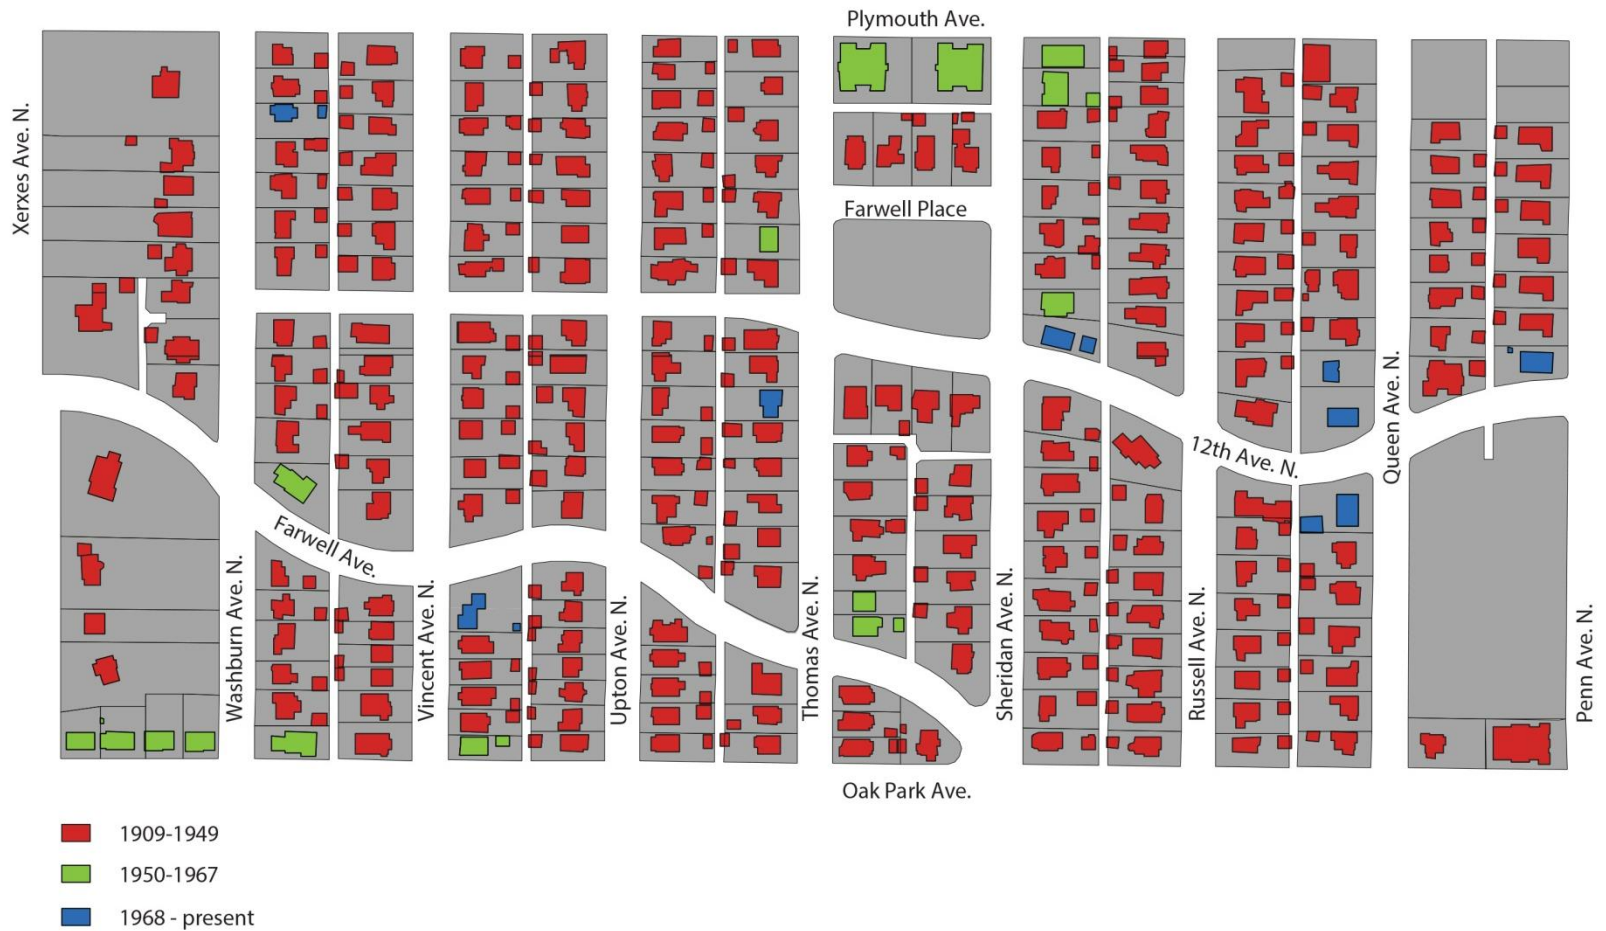 Plymouth Ave.
Xerxes Ave. N.
Farwell Place
Queen Ave. N.
12th Ave. N.
Farwell Ave.
Washburn Ave. N.
Vincent Ave. N.
Upton Ave. N.
Thomas Ave. N.
Sheridan Ave. N.
Russell Ave. N.
Penn Ave. N.
Oak Park Ave.
1909-1949
1950-1967
1968 - present